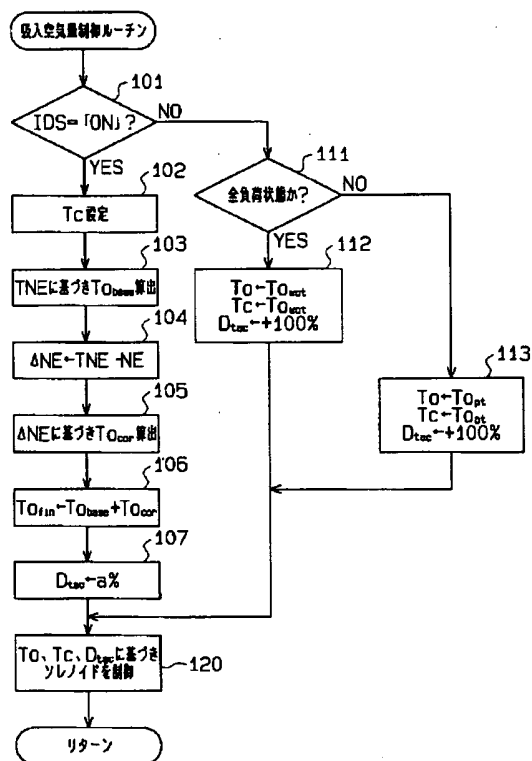 吸入空気量制御ルーチン
101
IDS=「ON」?
NO
YES
102
Tc設定
103
TNEに基づきTobase算出
104
ΔNE←TNE-NE
105
ΔNEに基づきTocor算出
106
Tofin←Tobase+Tocor
107
Dtsc←a%
111
全負荷状態か?
NO
YES
112
To←Towot
Tc←Towot
Dtsc←+100%
113
To←Topt
Tc←Topt
Dtsc←+100%
To、Tc、Dtscに基づき
ソレノイドを制御
120
リターン